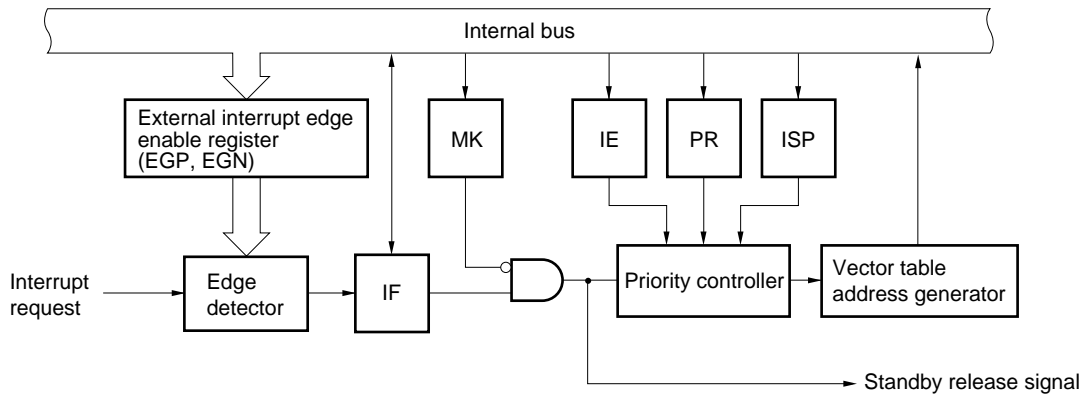 Internal bus
External interrupt edge
enable register
(EGP, EGN)
MK
IE
PR
ISP
Interrupt
request
Edge
detector
IF
Priority controller
Vector table
address generator
Standby release signal